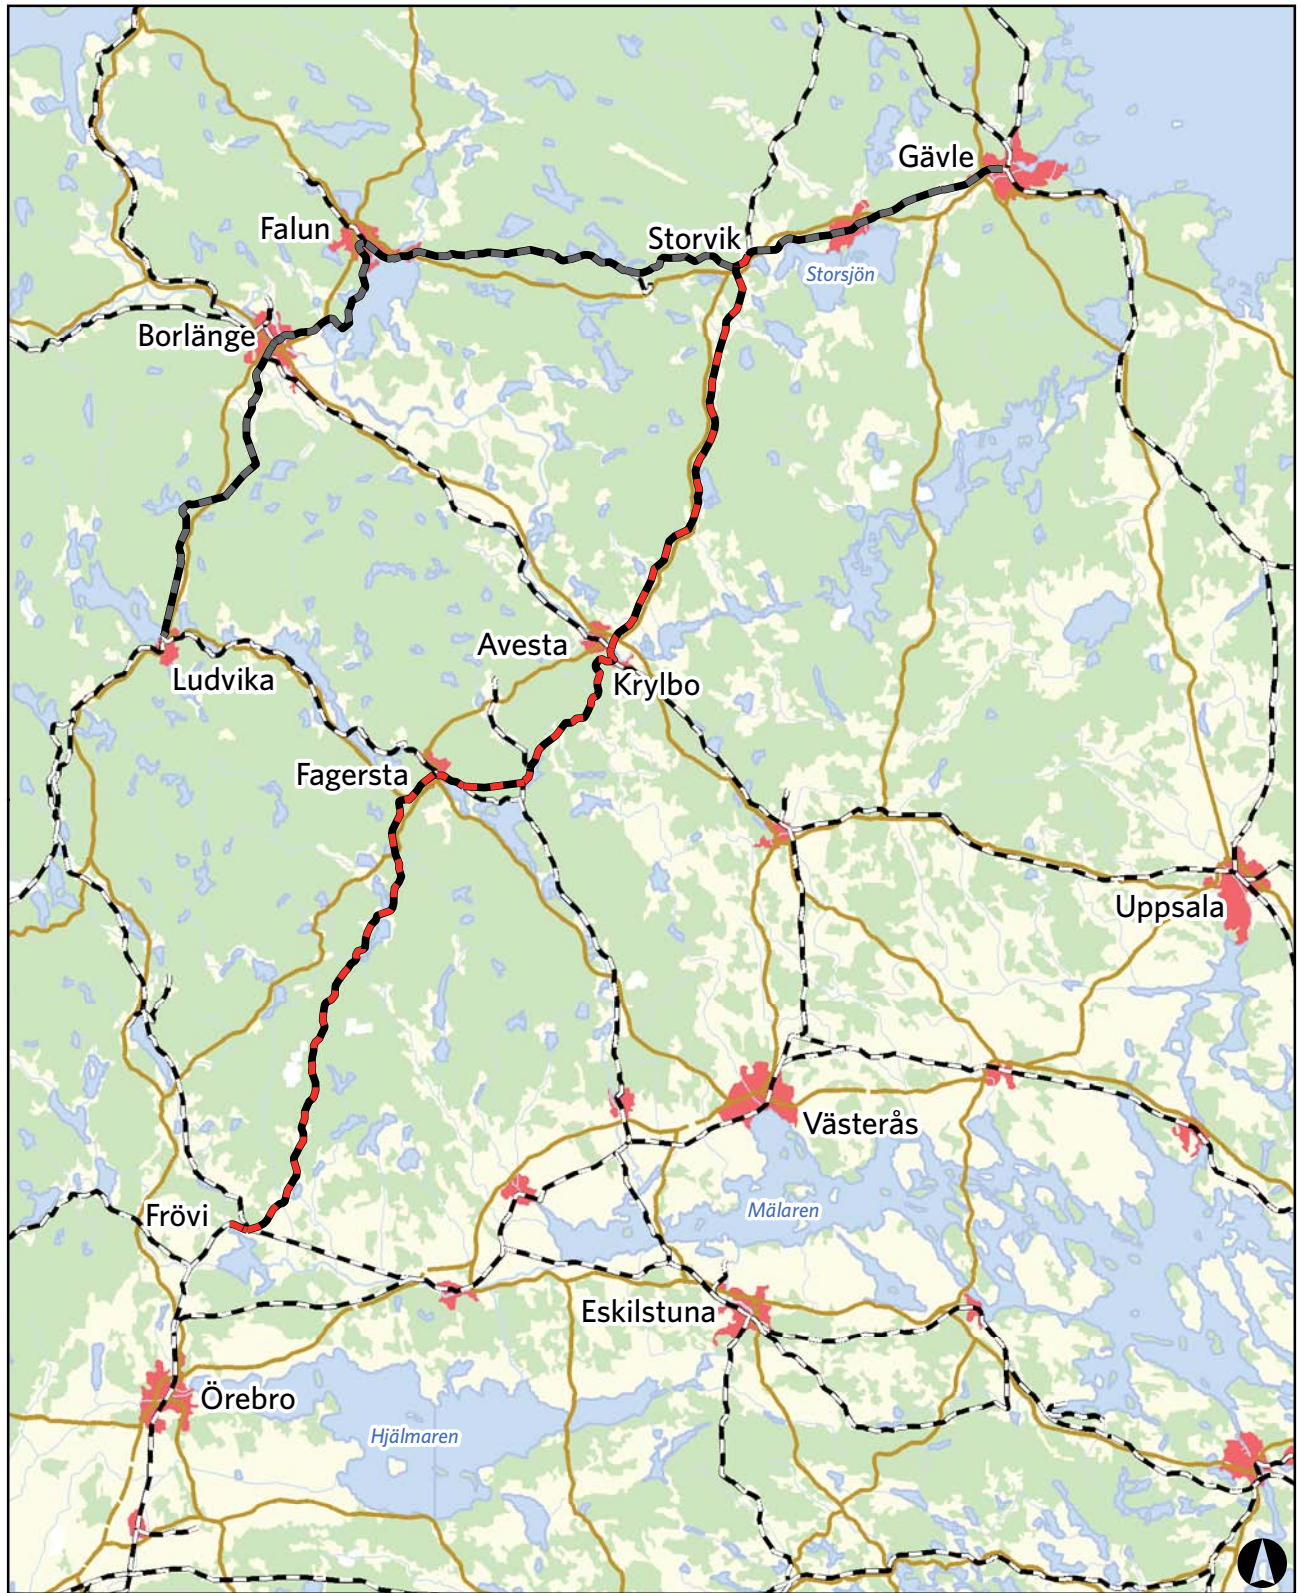 Gävle
Falun
Storvik
Storsjön
Borlänge
Avesta
Ludvika
Krylbo
Fagersta
Uppsala
Västerås
Frövi
Mälaren
Eskilstuna
Örebro
Hjälmaren